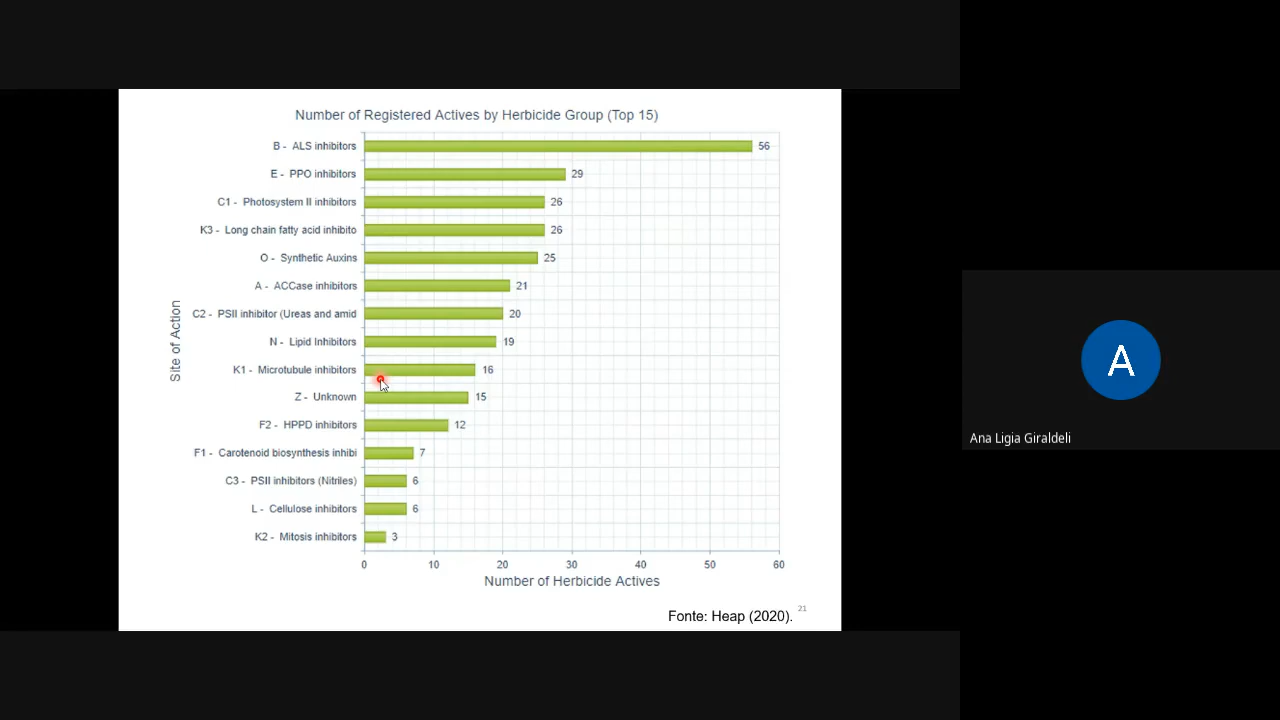 Number of Registered Actives by Herbicide Group (Top 15)
B - ALS inhibitors 56
E - PPO inhibitors 29
C1 - Photosystem II inhibitors 26
K3 - Long chain fatty acid inhibito 26
O - Synthetic Auxins 25
A - ACCase inhibitors 21
C2 - PSII inhibitor (Ureas and amid 20
N - Lipid Inhibitors 19
K1 - Microtubule inhibitors 16
Z - Unknown 15
F2 - HPPD inhibitors 12
F1 - Carotenoid biosynthesis inhibi 7
C3 - PSII inhibitors (Nitriles) 6
L - Cellulose inhibitors 6
K2 - Mitosis inhibitors 3
Site of Action
0 10 20 30 40 50 60
Number of Herbicide Actives
Fonte: Heap (2020).
21
A
Ana Ligia Giraldeli